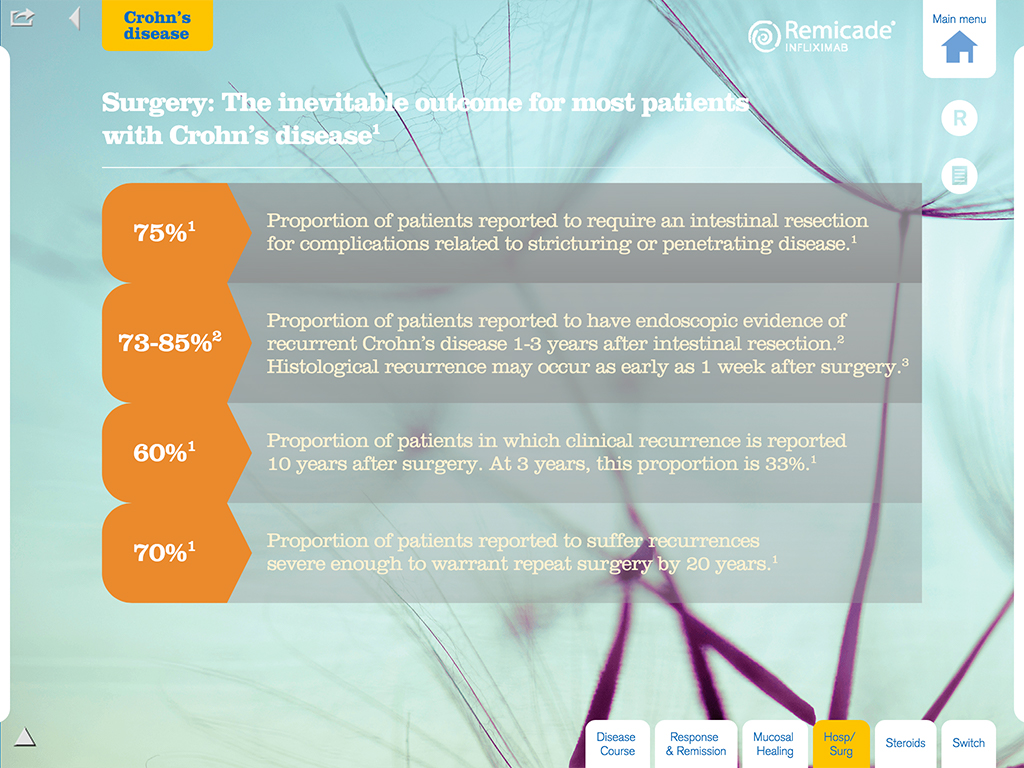 Crohn's
disease
Remicade®
INFLIXIMAB
Main menu
R
Surgery: The inevitable outcome for most patients
with Crohn's disease¹
75%¹
Proportion of patients reported to require an intestinal resection
for complications related to stricturing or penetrating disease.¹
73-85%²
Proportion of patients reported to have endoscopic evidence of
recurrent Crohn's disease 1-3 years after intestinal resection.²
Histological recurrence may occur as early as 1 week after surgery.³
60%¹
Proportion of patients in which clinical recurrence is reported
10 years after surgery. At 3 years, this proportion is 33%.¹
70%¹
Proportion of patients reported to suffer recurrences
severe enough to warrant repeat surgery by 20 years.¹
Disease
Course
Response
& Remission
Mucosal
Healing
Hosp/
Surg
Steroids
Switch